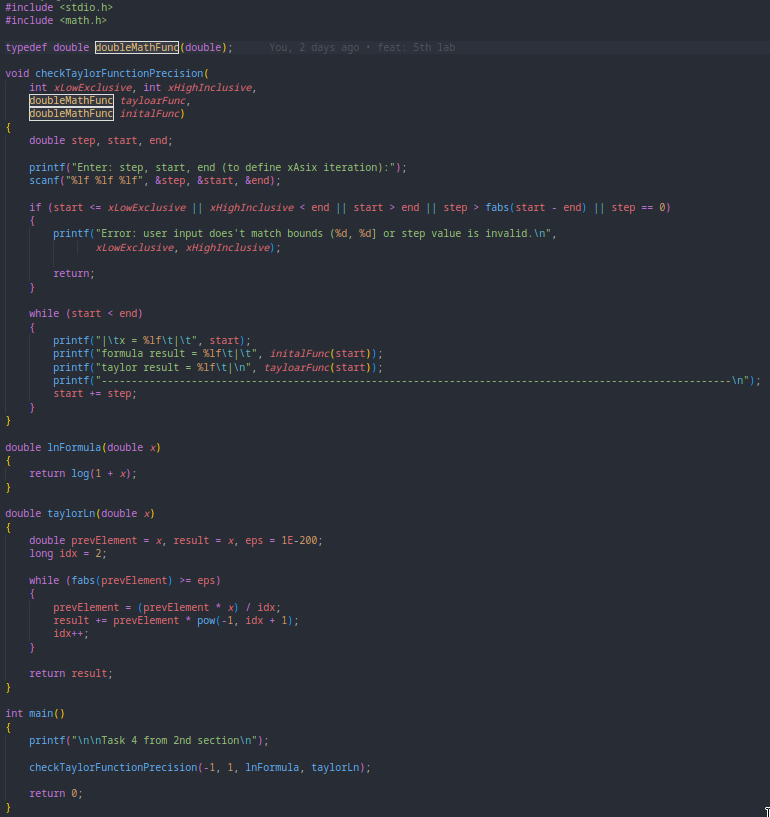 #include <stdio.h>
#include <math.h>

typedef double doubleMathFunc(double);      You, 2 days ago • feat: 5th lab

void checkTaylorFunctionPrecision(
    int xLowExclusive, int xHighInclusive,
    doubleMathFunc tayloarFunc,
    doubleMathFunc initalFunc)
{
    double step, start, end;

    printf("Enter: step, start, end (to define xAsix iteration):");
    scanf("%lf %lf %lf", &step, &start, &end);

    if (start <= xLowExclusive || xHighInclusive < end || start > end || step > fabs(start - end) || step == 0)
    {
        printf("Error: user input does't match bounds (%d, %d] or step value is invalid.\n",
               xLowExclusive, xHighInclusive);

        return;
    }

    while (start < end)
    {
        printf("|\tx = %lf\t|\t", start);
        printf("formula result = %lf\t|\t", initalFunc(start));
        printf("taylor result = %lf\t|\n", tayloarFunc(start));
        printf("---------------------------------------------------------------------------------------------------------\n");
        start += step;
    }
}

double lnFormula(double x)
{
    return log(1 + x);
}

double taylorLn(double x)
{
    double prevElement = x, result = x, eps = 1E-200;
    long idx = 2;

    while (fabs(prevElement) >= eps)
    {
        prevElement = (prevElement * x) / idx;
        result += prevElement * pow(-1, idx + 1);
        idx++;
    }

    return result;
}

int main()
{
    printf("\n\nTask 4 from 2nd section\n");

    checkTaylorFunctionPrecision(-1, 1, lnFormula, taylorLn);

    return 0;
}